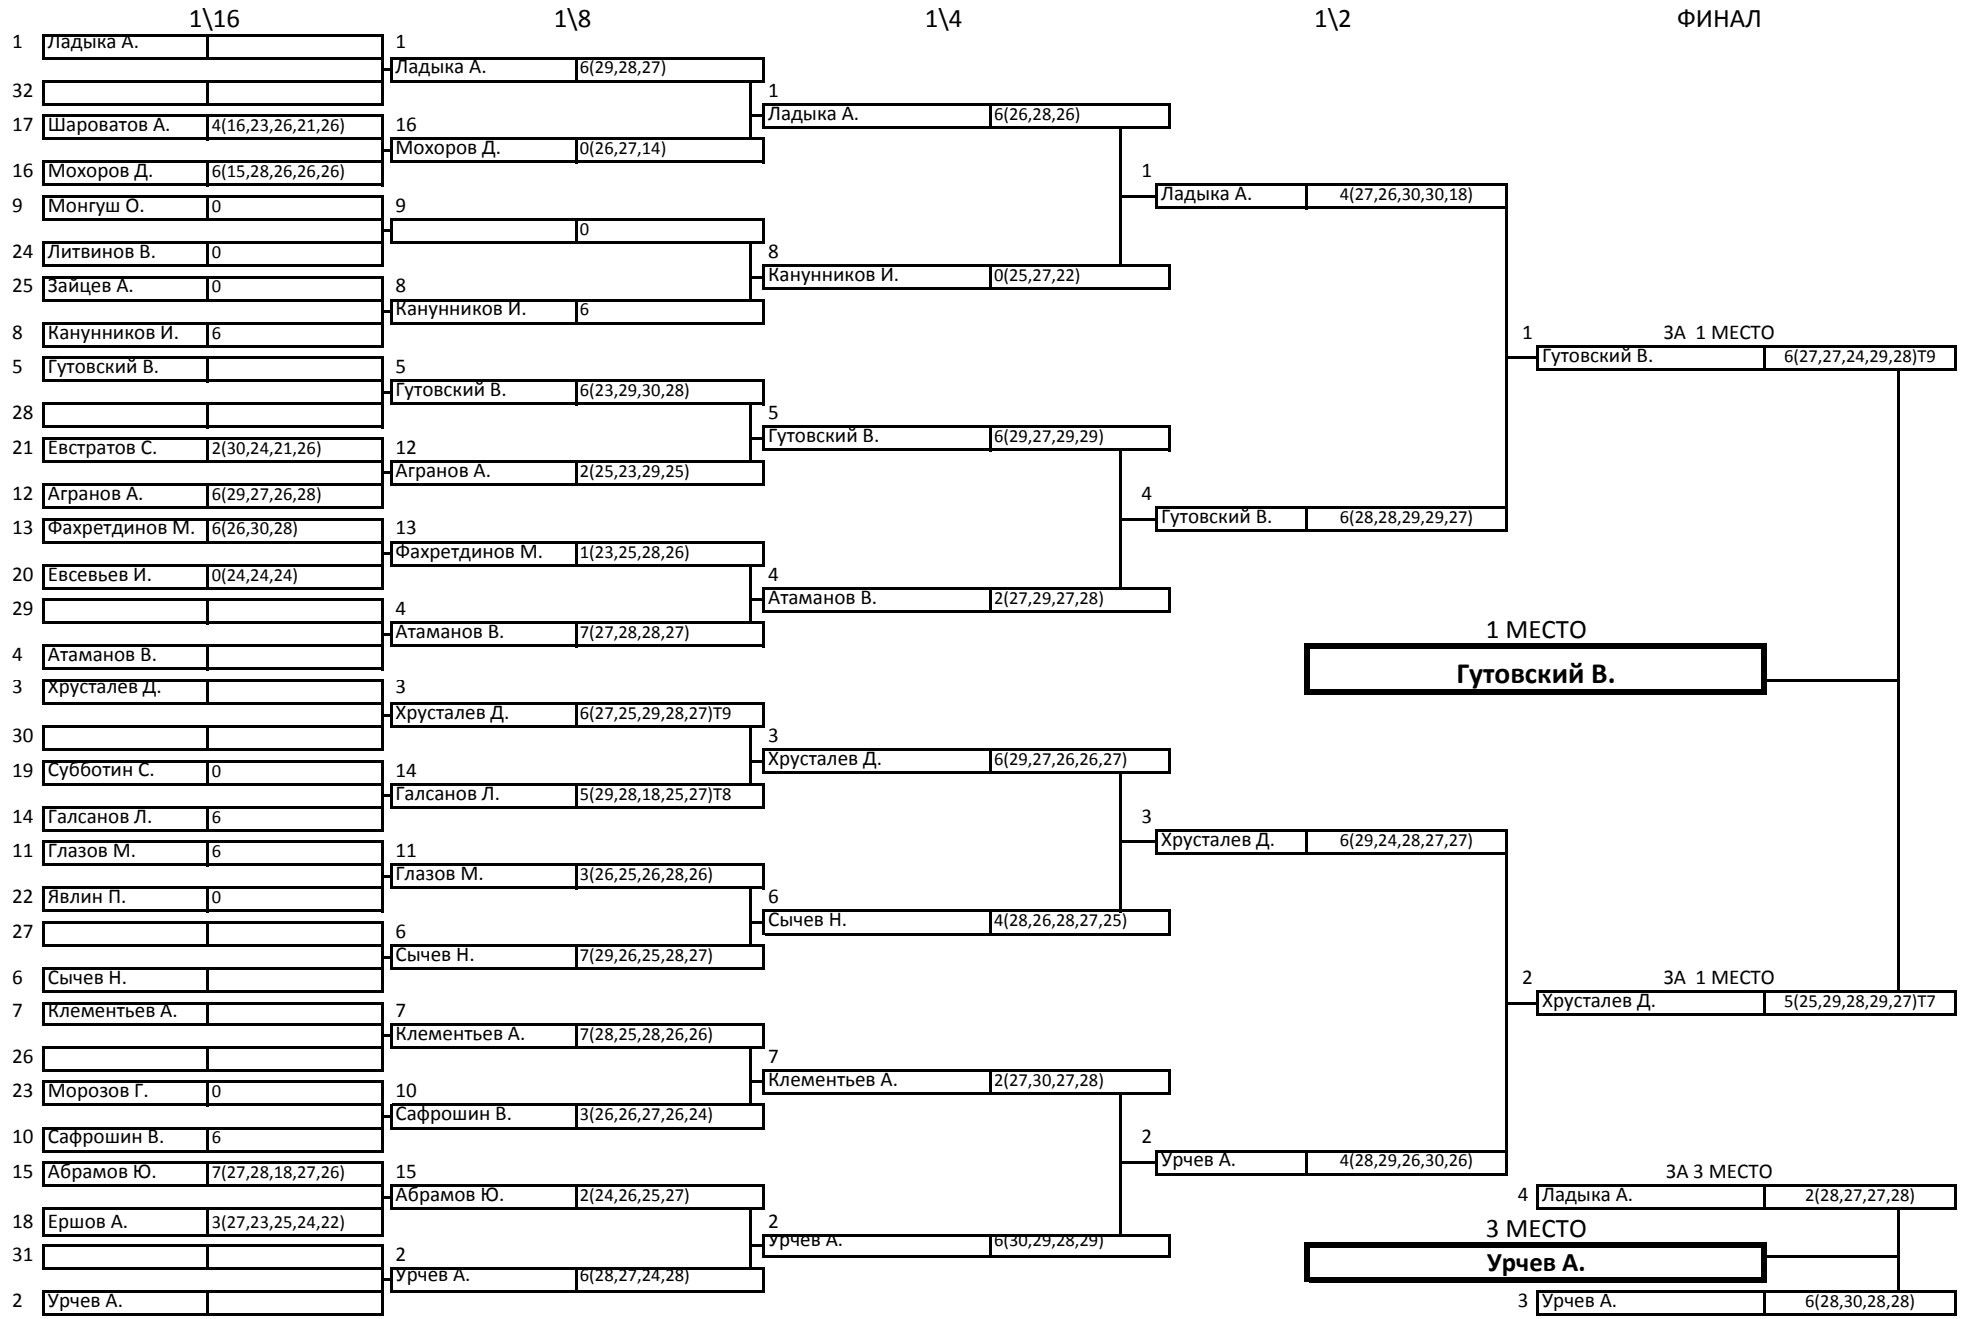 1\16 1\8 1\4 1\2 ФИНАЛ
1 Ладыка А. 1
Ладыка А. 6(29,28,27)
32 1
Ладыка А. 6(26,28,26)
17 Шароватов А. 4(16,23,26,21,26) 16
Мохоров Д. 0(26,27,14)
16 Мохоров Д. 6(15,28,26,26,26) 1
Ладыка А. 4(27,26,30,30,18)
9 Монгуш О. 0 9
0
24 Литвинов В. 0 8
Канунников И. 0(25,27,22)
25 Зайцев А. 0 8
Канунников И. 6
8 Канунников И. 6 1 ЗА 1 МЕСТО
Гутовский В. 6(27,27,24,29,28)Т9
5 Гутовский В. 5
Гутовский В. 6(23,29,30,28)
28 5
Гутовский В. 6(29,27,29,29)
21 Евстратов С. 2(30,24,21,26) 12
Агранов А. 2(25,23,29,25)
12 Агранов А. 6(29,27,26,28) 4
Гутовский В. 6(28,28,29,29,27)
13 Фахретдинов М. 6(26,30,28) 13
Фахретдинов М. 1(23,25,28,26)
20 Евсевьев И. 0(24,24,24) 4
Атаманов В. 2(27,29,27,28)
29 4
Атаманов В. 7(27,28,28,27) 1 МЕСТО
4 Атаманов В.
Гутовский В.
3 Хрусталев Д. 3
Хрусталев Д. 6(27,25,29,28,27)Т9
30 3
Хрусталев Д. 6(29,27,26,26,27)
19 Субботин С. 0 14
Галсанов Л. 5(29,28,18,25,27)Т8
14 Галсанов Л. 6 3
Хрусталев Д. 6(29,24,28,27,27)
11 Глазов М. 6 11
Глазов М. 3(26,25,26,28,26)
22 Явлин П. 0 6
Сычев Н. 4(28,26,28,27,25)
27 6
Сычев Н. 7(29,26,25,28,27)
6 Сычев Н. 2 ЗА 1 МЕСТО
Хрусталев Д. 5(25,29,28,29,27)Т7
7 Клементьев А. 7
Клементьев А. 7(28,25,28,26,26)
26 7
Клементьев А. 2(27,30,27,28)
23 Морозов Г. 0 10
Сафрошин В. 3(26,26,27,26,24)
10 Сафрошин В. 6 2
Урчев А. 4(28,29,26,30,26)
15 Абрамов Ю. 7(27,28,18,27,26) 15 ЗА 3 МЕСТО
Абрамов Ю. 2(24,26,25,27) 4 Ладыка А. 2(28,27,27,28)
18 Ершов А. 3(27,23,25,24,22) 2 3 МЕСТО
Урчев А. 6(30,29,28,29)
31 2 Урчев А.
Урчев А. 6(28,27,24,28)
2 Урчев А. 3 Урчев А. 6(28,30,28,28)